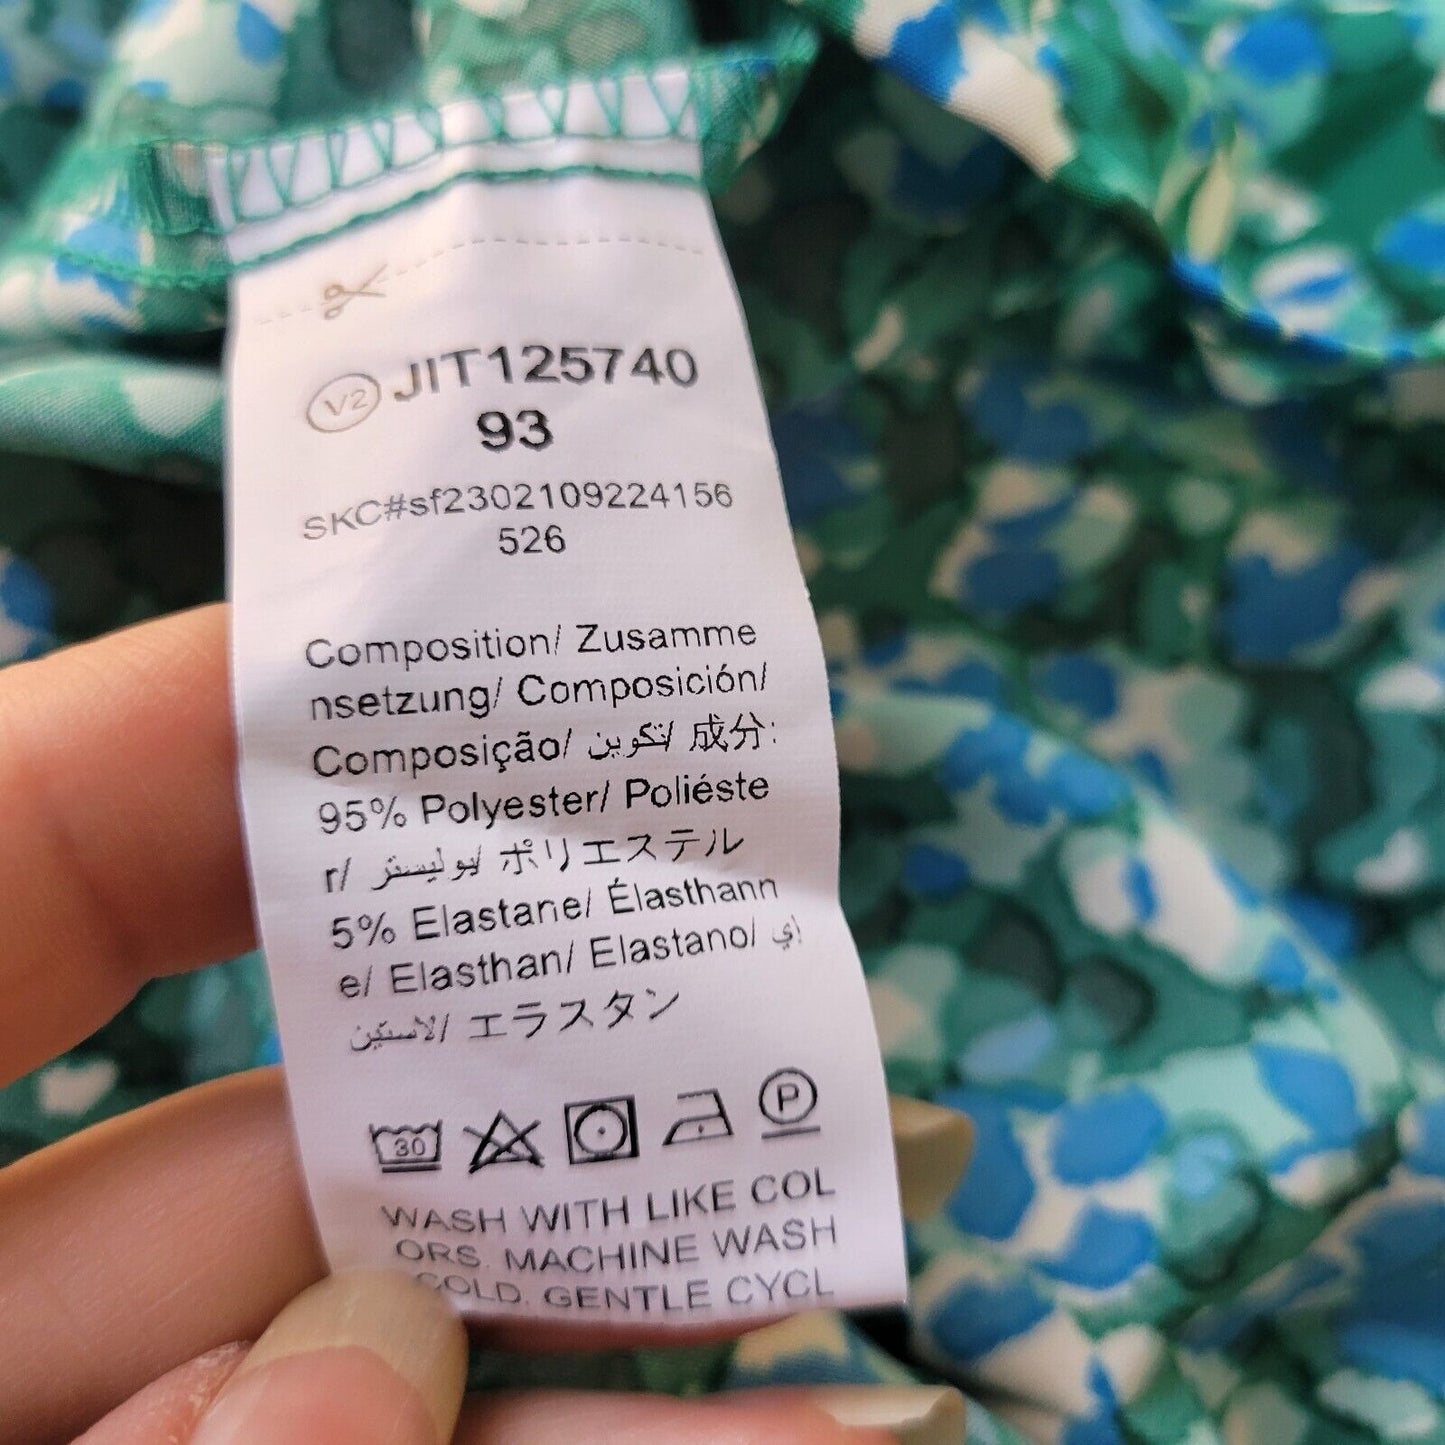 V2 JIT125740
93
SKC#sf2302109224156
526
Composition/ Zusamme
nsetzung/ Composición/
Composição/ تكوين/ 成分:
95% Polyester/ Poliéste
r/ بوليستر/ ポリエステル
5% Elastane/ Élasthann
e/ Elasthan/ Elastano/ إي
لاستين/ エラスタン
30 P
WASH WITH LIKE COL
ORS. MACHINE WASH
COLD. GENTLE CYCL